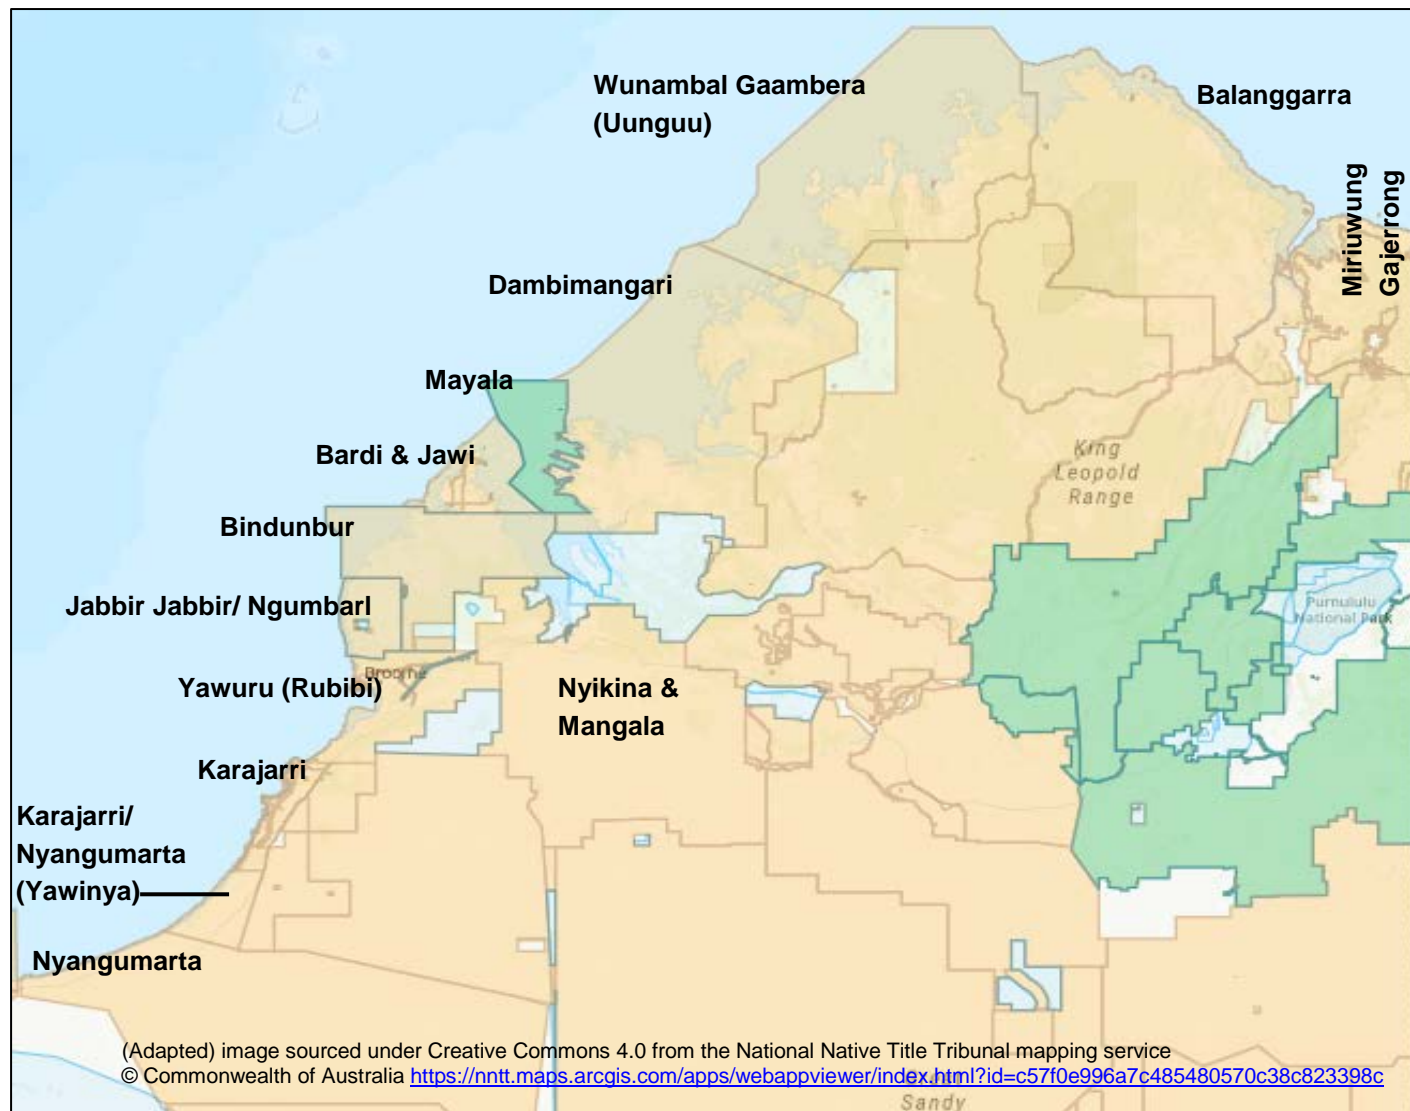 Wunambal Gaambera
(Uunguu)
Balanggarra
Miriuwung
Gajerrong
Dambimangari
Mayala
Bardi & Jawi
King
Leopold
Range
Bindunbur
Jabbir Jabbir/ Ngumbarl
Purnululu
National Park
Broome
Yawuru (Rubibi)
Nyikina &
Mangala
Karajarri
Karajarri/
Nyangumarta
(Yawinya)
Nyangumarta
(Adapted) image sourced under Creative Commons 4.0 from the National Native Title Tribunal mapping service
© Commonwealth of Australia https://nntt.maps.arcgis.com/apps/webappviewer/index.html?id=c57f0e996a7c485480570c38c823398c
Sandy